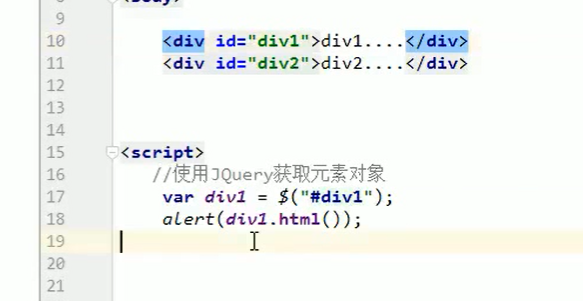 8 <body>
9
10 <div id="div1">div1....</div>
11 <div id="div2">div2....</div>
12
13
14
15 <script>
16 //使用JQuery获取元素对象
17 var div1 = $("#div1");
18 alert(div1.html());
19
20
21